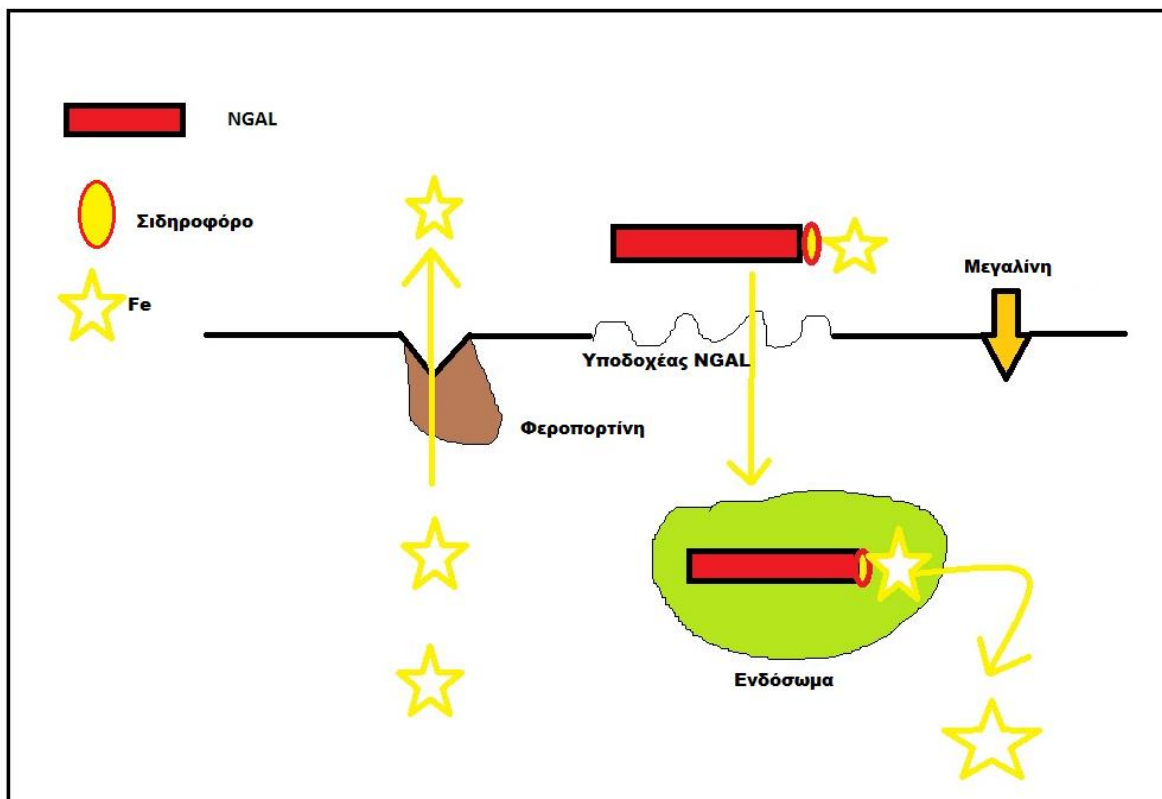 NGAL
Σιδηροφόρο
Fe
Μεγαλίνη
Υποδοχέας NGAL
Φεροπορτίνη
Ενδόσωμα